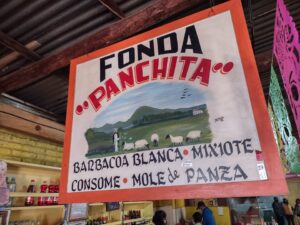 FONDA
"PANCHITA"
BARBACOA BLANCA • MIXIOTE
CONSOME • MOLE de PANZA